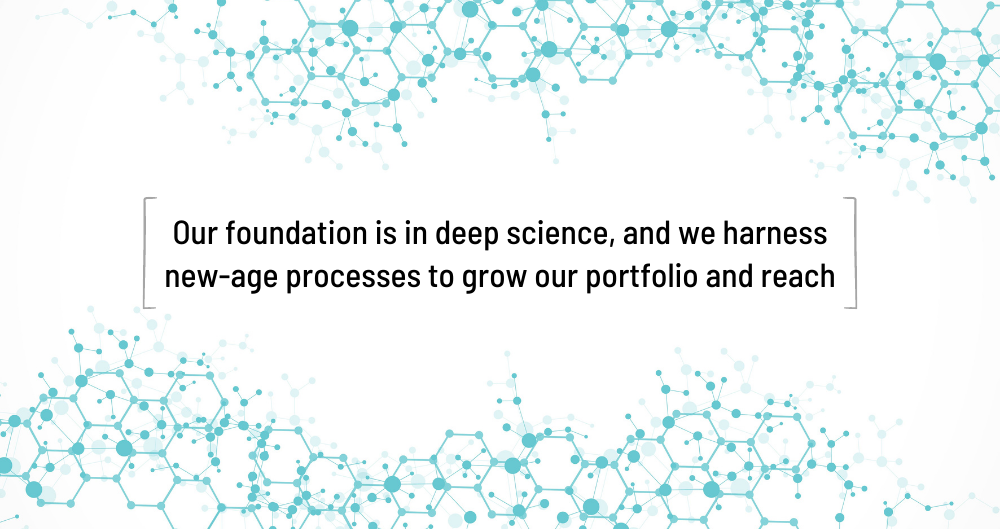 Our foundation is in deep science, and we harness
new-age processes to grow our portfolio and reach